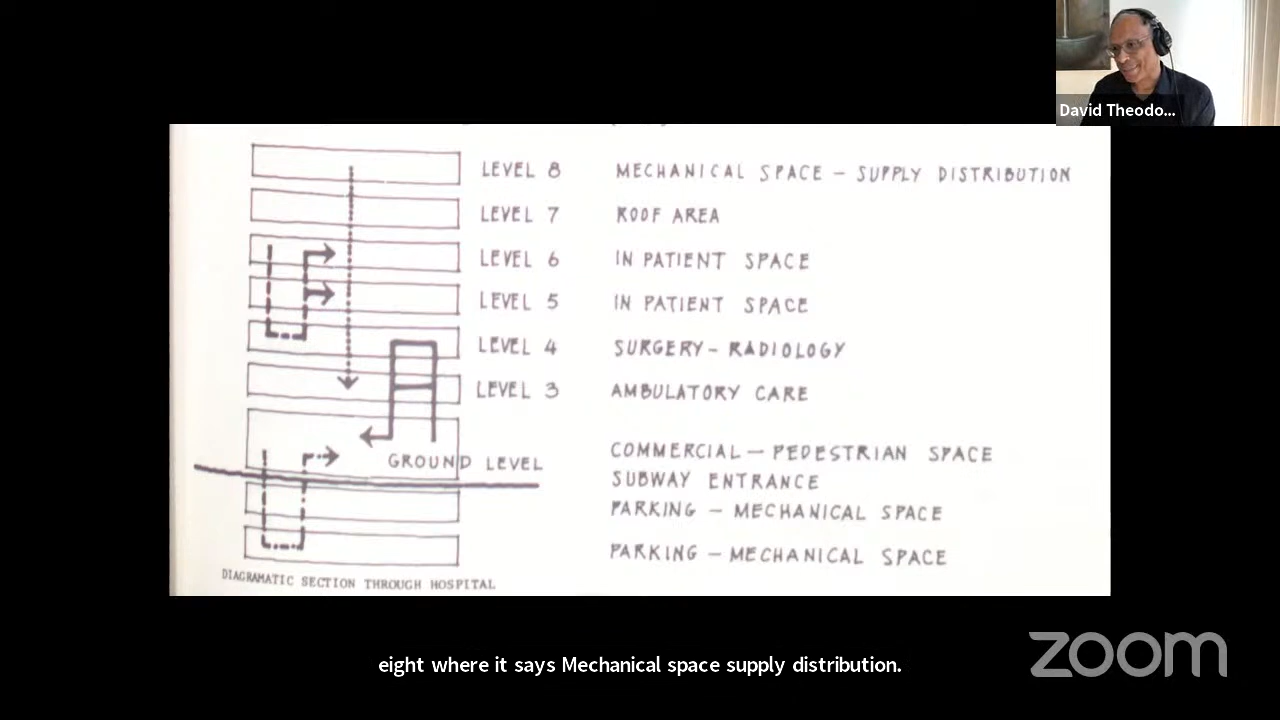 David Theodo...
LEVEL 8 MECHANICAL SPACE – SUPPLY DISTRIBUTION
LEVEL 7 ROOF AREA
LEVEL 6 IN PATIENT SPACE
LEVEL 5 IN PATIENT SPACE
LEVEL 4 SURGERY – RADIOLOGY
LEVEL 3 AMBULATORY CARE
COMMERCIAL – PEDESTRIAN SPACE
GROUND LEVEL
SUBWAY ENTRANCE
PARKING – MECHANICAL SPACE
PARKING – MECHANICAL SPACE
DIAGRAMATIC SECTION THROUGH HOSPITAL
eight where it says Mechanical space supply distribution.
zoom